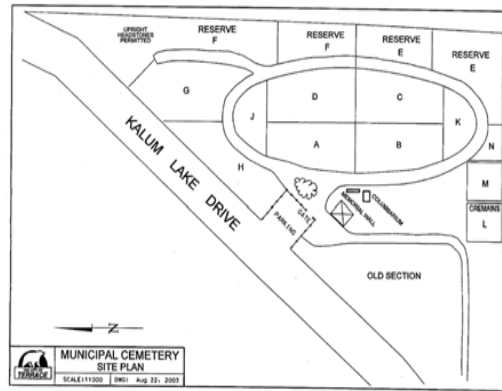 UPRIGHT
HEADSTONES
PERMITTED
RESERVE
F
RESERVE
F
RESERVE
E
RESERVE
E
G
D
C
J
K
A
B
N
H
M
KALUM LAKE DRIVE
GATE
PARKING
MEMORIAL WALL
COLUMBARIUM
CREMAINS
L
OLD SECTION
N
TERRACE
MUNICIPAL CEMETERY
SITE PLAN
SCALE:1:1000 DWG: Aug 22, 2003